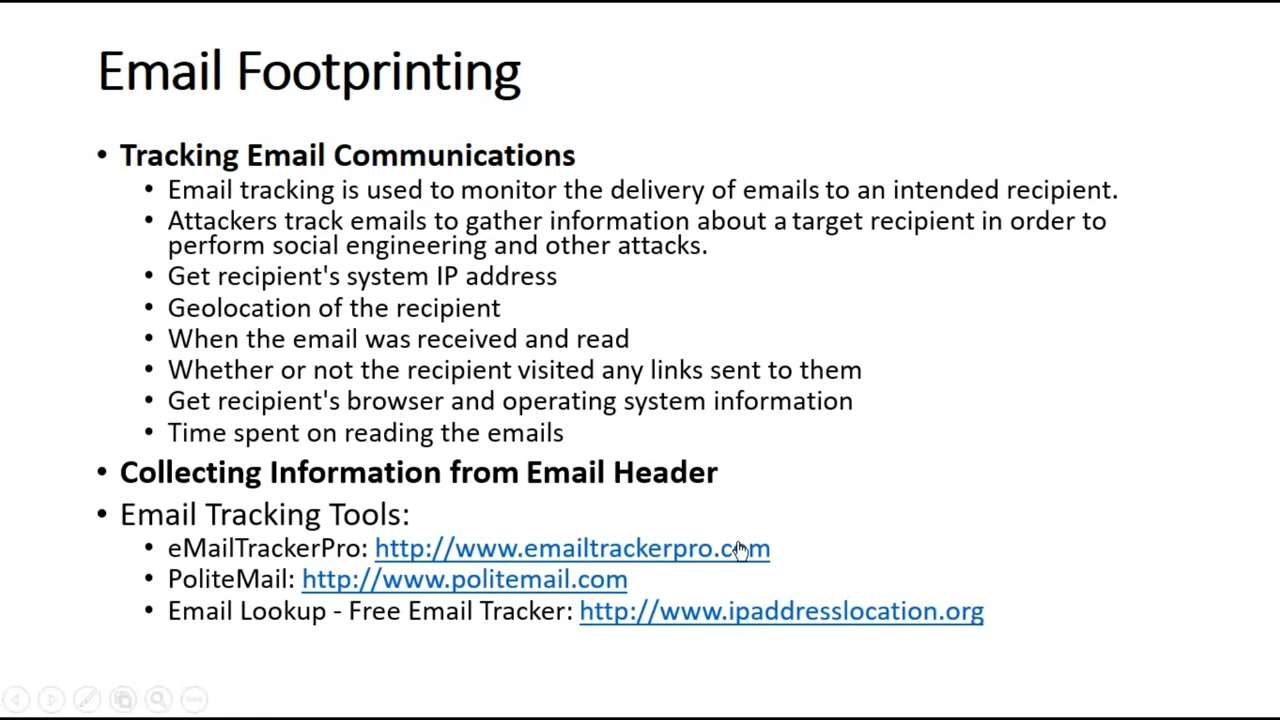 Email Footprinting
• Tracking Email Communications
• Email tracking is used to monitor the delivery of emails to an intended recipient.
• Attackers track emails to gather information about a target recipient in order to
perform social engineering and other attacks.
• Get recipient's system IP address
• Geolocation of the recipient
• When the email was received and read
• Whether or not the recipient visited any links sent to them
• Get recipient's browser and operating system information
• Time spent on reading the emails
• Collecting Information from Email Header
• Email Tracking Tools:
• eMailTrackerPro: http://www.emailtrackerpro.com
• PoliteMail: http://www.politemail.com
• Email Lookup - Free Email Tracker: http://www.ipaddresslocation.org